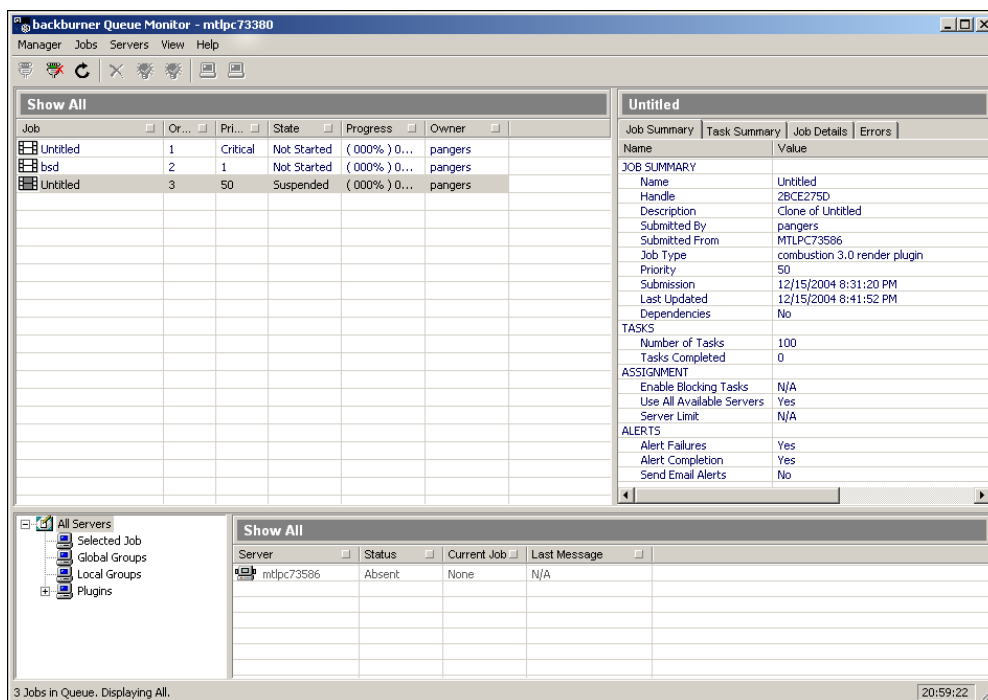 backburner Queue Monitor - mtlpc73380
Manager Jobs Servers View Help
Show All
Job Or... Pri... State Progress Owner
Untitled 1 Critical Not Started ( 000% ) 0... pangers
bsd 2 1 Not Started ( 000% ) 0... pangers
Untitled 3 50 Suspended ( 000% ) 0... pangers
Untitled
Job Summary Task Summary Job Details Errors
Name Value
JOB SUMMARY
Name Untitled
Handle 2BCE275D
Description Clone of Untitled
Submitted By pangers
Submitted From MTLPC73586
Job Type combustion 3.0 render plugin
Priority 50
Submission 12/15/2004 8:31:20 PM
Last Updated 12/15/2004 8:41:52 PM
Dependencies No
TASKS
Number of Tasks 100
Tasks Completed 0
ASSIGNMENT
Enable Blocking Tasks N/A
Use All Available Servers Yes
Server Limit N/A
ALERTS
Alert Failures Yes
Alert Completion Yes
Send Email Alerts No
All Servers
Selected Job
Global Groups
Local Groups
Plugins
Show All
Server Status Current Job Last Message
mtlpc73586 Absent None N/A
3 Jobs in Queue. Displaying All.
20:59:22